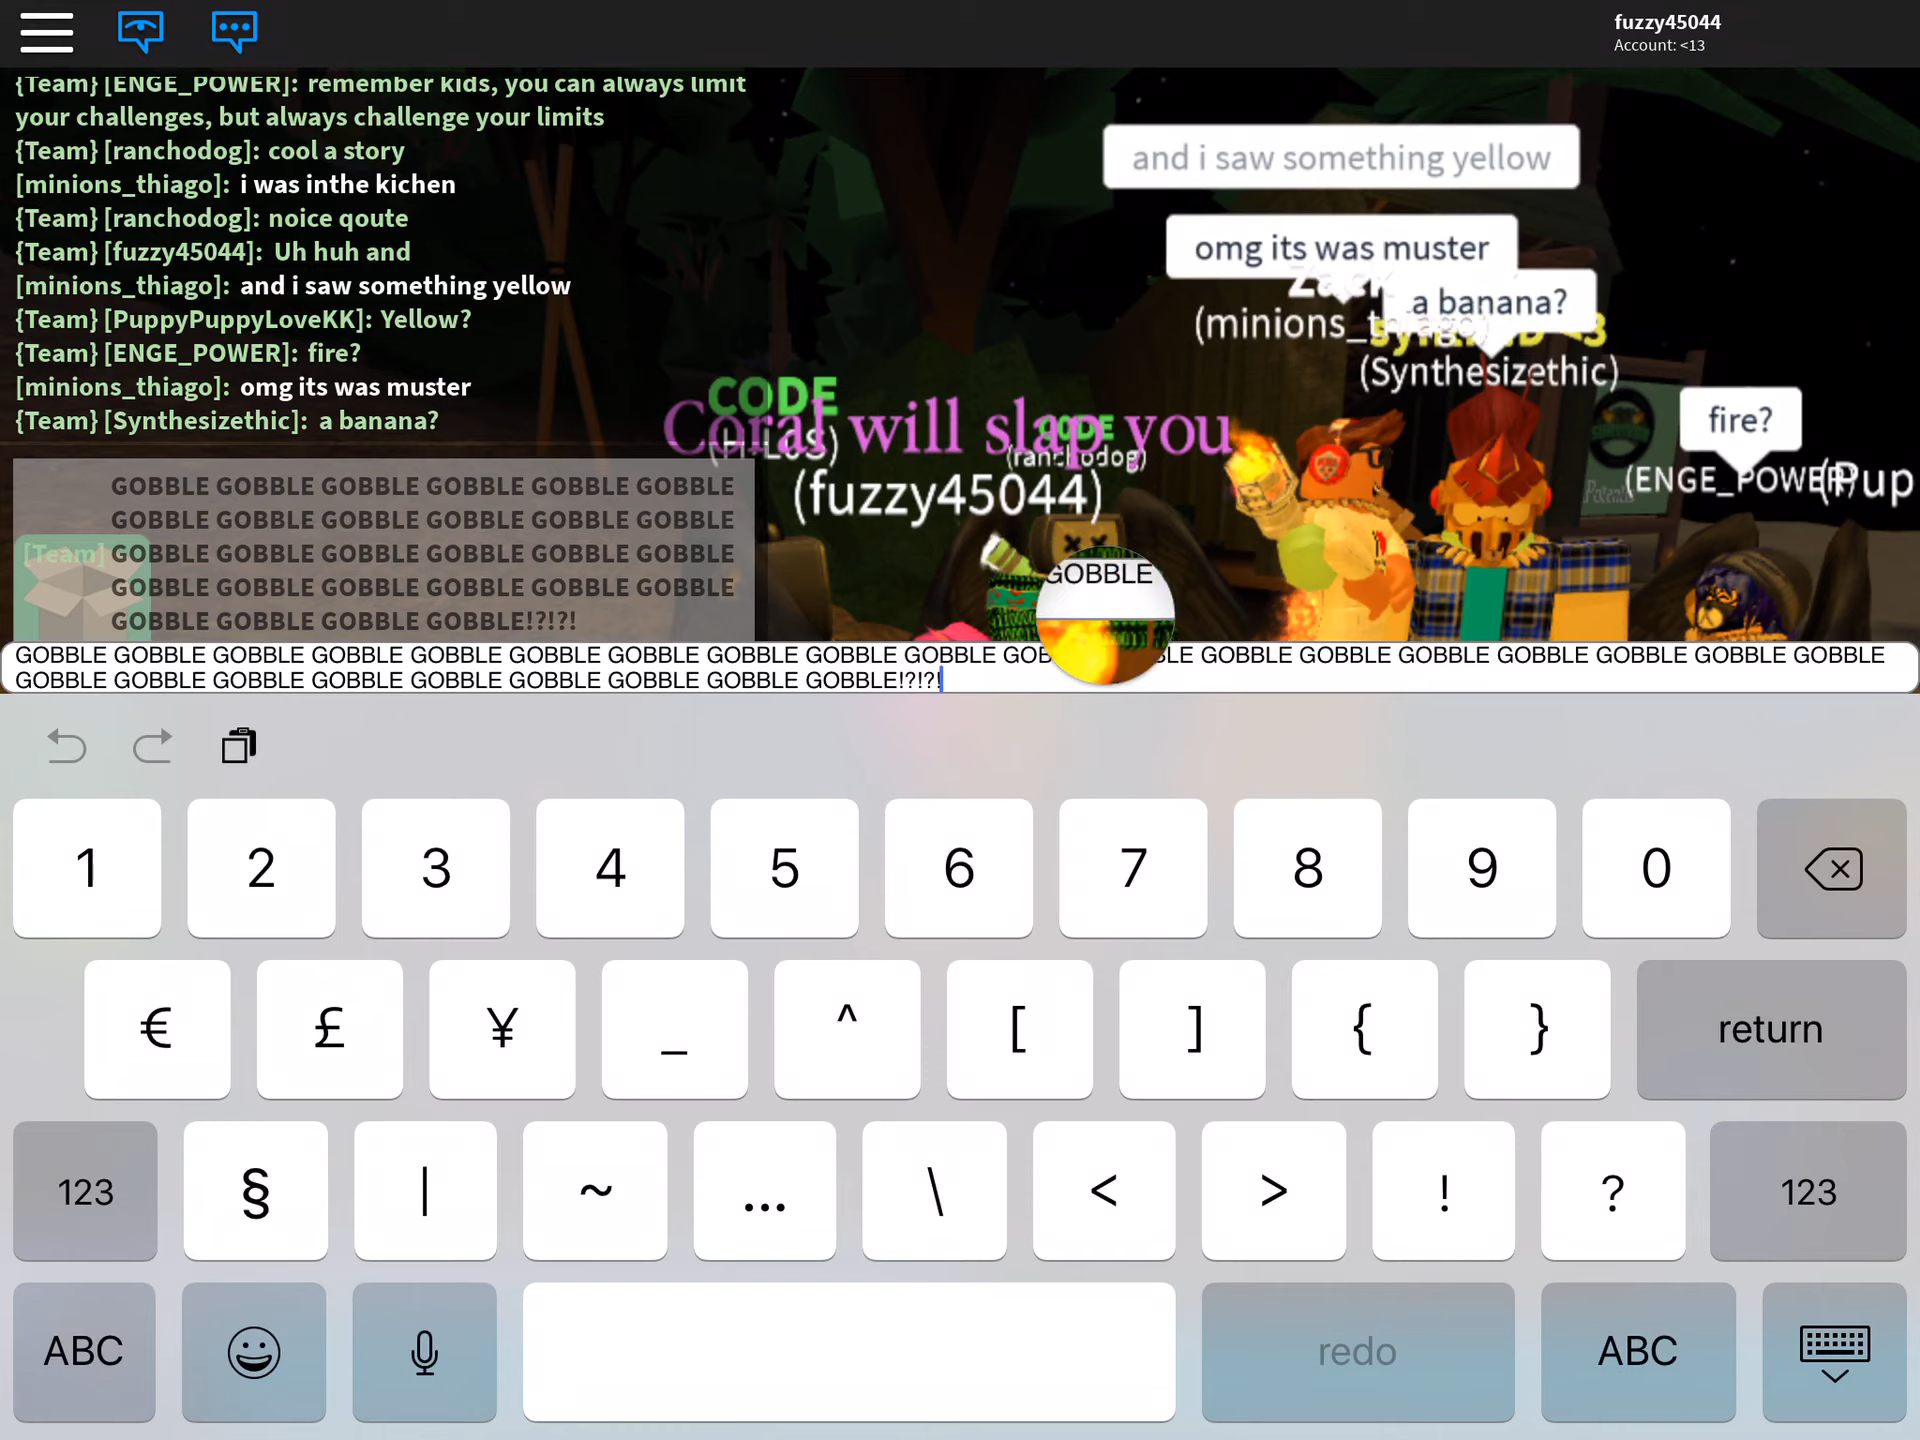 fuzzy45044
Account: <13
{Team} [ENGE_POWER]: remember kids, you can always limit
your challenges, but always challenge your limits
{Team} [ranchodog]: cool a story
[minions_thiago]: i was inthe kichen
{Team} [ranchodog]: noice qoute
{Team} [fuzzy45044]: Uh huh and
[minions_thiago]: and i saw something yellow
{Team} [PuppyPuppyLoveKK]: Yellow?
{Team} [ENGE_POWER]: fire?
[minions_thiago]: omg its was muster
{Team} [Synthesizethic]: a banana?
and i saw something yellow
omg its was muster
Zack
a banana?
(minions_thiago)
<3
(Synthesizethic)
fire?
(ENGE_POWER)
(Pup
CODE
Coral will slap you
CODE
(ranchodog)
(fuzzy45044)
GOBBLE GOBBLE GOBBLE GOBBLE GOBBLE GOBBLE
GOBBLE GOBBLE GOBBLE GOBBLE GOBBLE GOBBLE
[Team] GOBBLE GOBBLE GOBBLE GOBBLE GOBBLE GOBBLE
GOBBLE GOBBLE GOBBLE GOBBLE GOBBLE GOBBLE
GOBBLE GOBBLE GOBBLE GOBBLE!?!?!
GOBBLE
GOBBLE GOBBLE GOBBLE GOBBLE GOBBLE GOBBLE GOBBLE GOBBLE GOBBLE GOBBLE GOB LE GOBBLE GOBBLE GOBBLE GOBBLE GOBBLE GOBBLE GOBBLE
GOBBLE GOBBLE GOBBLE GOBBLE GOBBLE GOBBLE GOBBLE GOBBLE GOBBLE!?!?!
1 2 3 4 5 6 7 8 9 0
€ £ ¥ _ ^ [ ] { } return
123 § | ~ … \ < > ! ? 123
ABC redo ABC